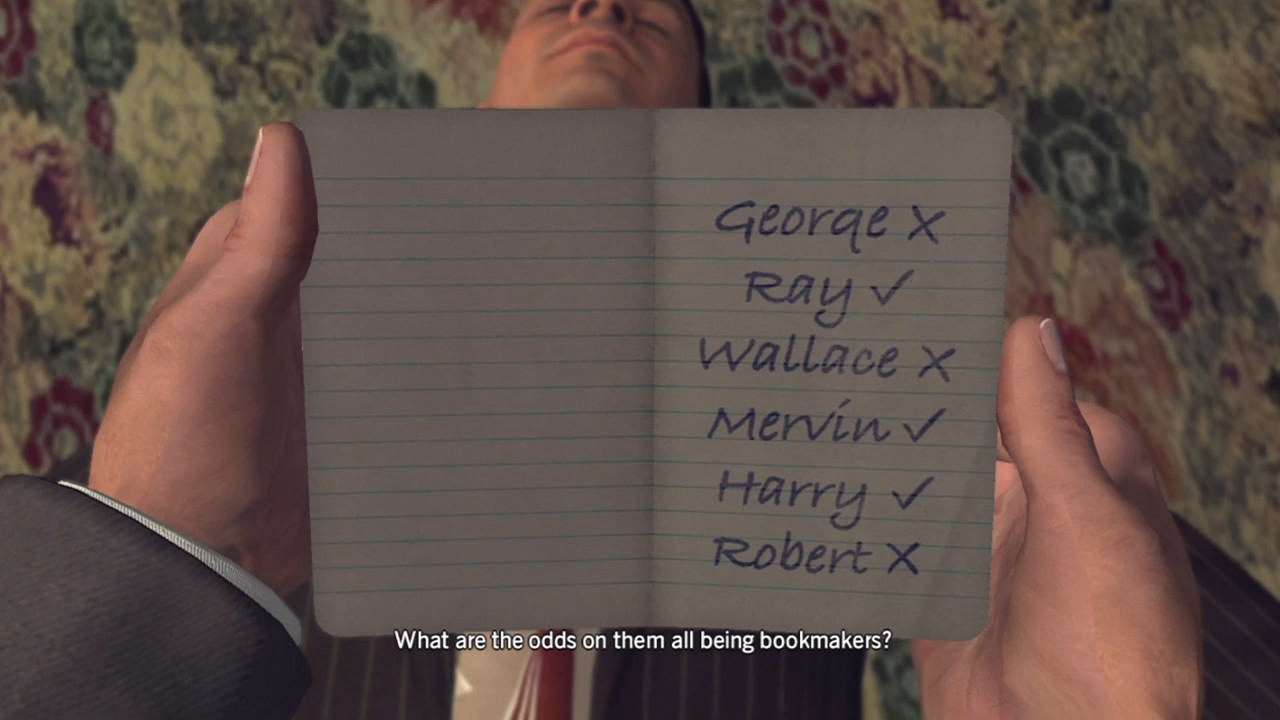 George X
Ray ✓
Wallace X
Mervin ✓
Harry ✓
Robert X
What are the odds on them all being bookmakers?